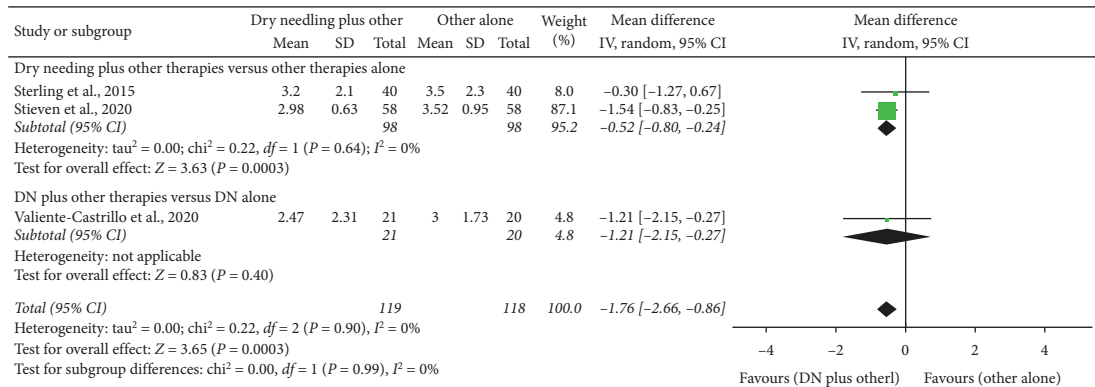 Study or subgroup Dry needling plus other Other alone Weight (%) Mean difference Mean difference
Mean SD Total Mean SD Total IV, random, 95% CI IV, random, 95% CI
Dry needing plus other therapies versus other therapies alone
Sterling et al., 2015 3.2 2.1 40 3.5 2.3 40 8.0 –0.30 [–1.27, 0.67]
Stieven et al., 2020 2.98 0.63 58 3.52 0.95 58 87.1 –1.54 [–0.83, –0.25]
Subtotal (95% CI) 98 98 95.2 –0.52 [–0.80, –0.24]
Heterogeneity: tau² = 0.00; chi² = 0.22, df = 1 (P = 0.64); I² = 0%
Test for overall effect: Z = 3.63 (P = 0.0003)
DN plus other therapies versus DN alone
Valiente-Castrillo et al., 2020 2.47 2.31 21 3 1.73 20 4.8 –1.21 [–2.15, –0.27]
Subtotal (95% CI) 21 20 4.8 –1.21 [–2.15, –0.27]
Heterogeneity: not applicable
Test for overall effect: Z = 0.83 (P = 0.40)
Total (95% CI) 119 118 100.0 –1.76 [–2.66, –0.86]
Heterogeneity: tau² = 0.00; chi² = 0.22, df = 2 (P = 0.90), I² = 0%
Test for overall effect: Z = 3.65 (P = 0.0003)
Test for subgroup differences: chi² = 0.00, df = 1 (P = 0.99), I² = 0%
–4 –2 0 2 4
Favours (DN plus otherl) Favours (other alone)